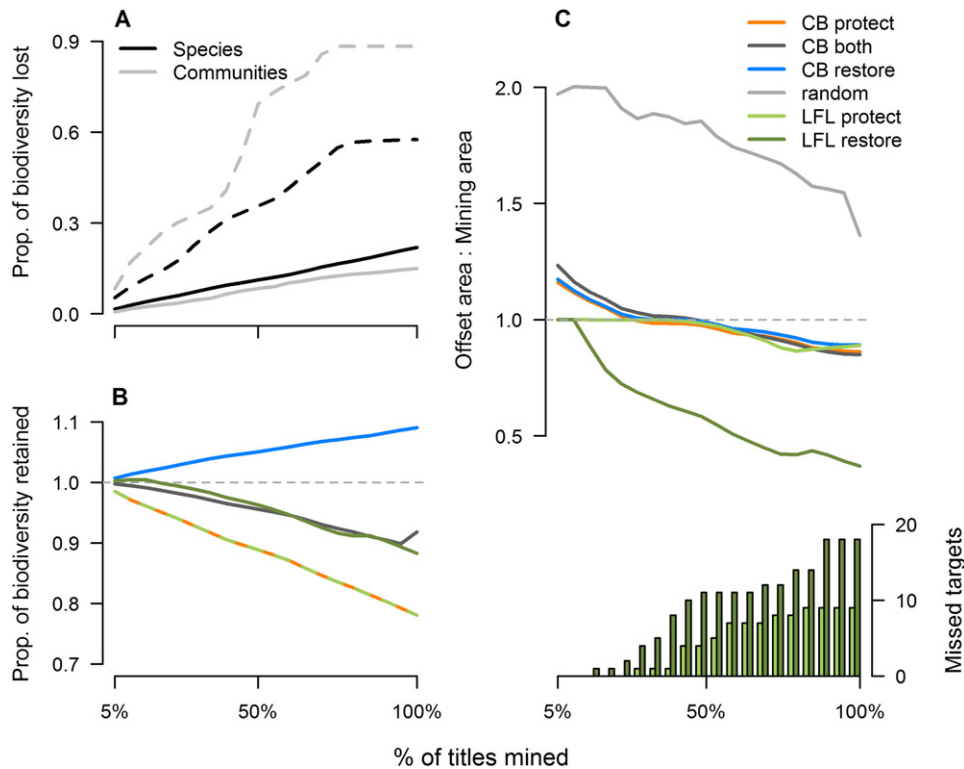 A
Prop. of biodiversity lost
0.9
0.6
0.3
0.0
Species
Communities
B
Prop. of biodiversity retained
1.1
1.0
0.9
0.8
0.7
5%
50%
100%
C
CB protect
CB both
CB restore
random
LFL protect
LFL restore
Offset area : Mining area
2.0
1.5
1.0
0.5
20
10
0
Missed targets
5%
50%
100%
% of titles mined